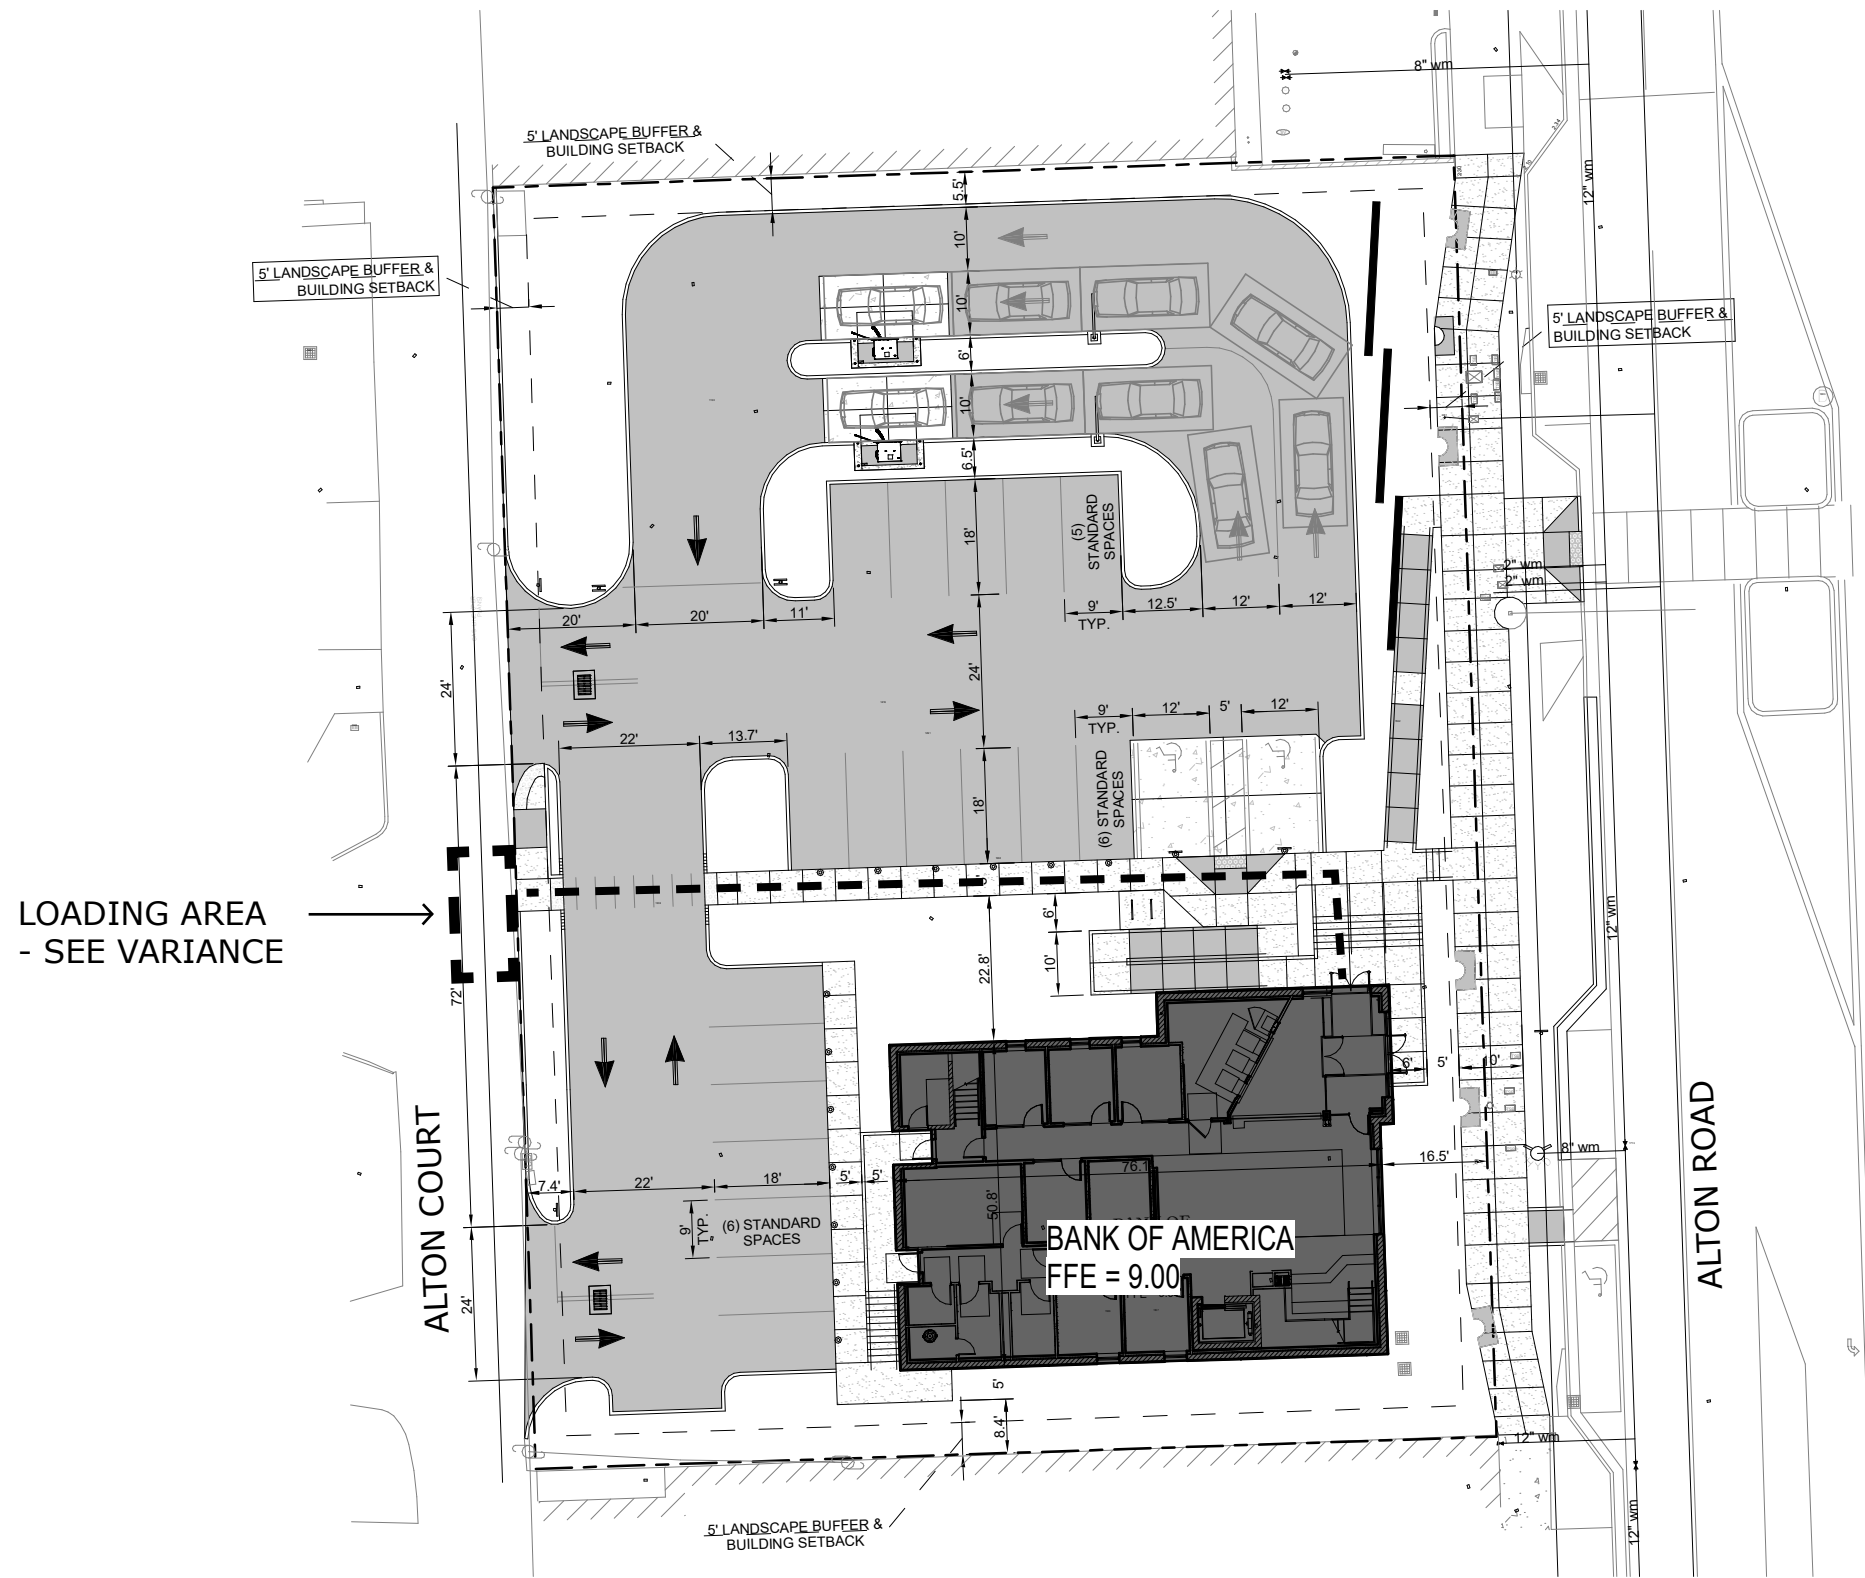 8" wm
5' LANDSCAPE BUFFER &
BUILDING SETBACK
12" wm
5.5'
10'
5' LANDSCAPE BUFFER &
BUILDING SETBACK
10'
5' LANDSCAPE BUFFER &
BUILDING SETBACK
6'
10'
6.5'
18'
(5)
STANDARD
SPACES
2" wm
2" wm
20'
20'
11'
9'
TYP.
12.5'
12'
12'
24'
24'
9'
TYP.
12'
5'
12'
22'
13.7'
18'
(6) STANDARD
SPACES
LOADING AREA
- SEE VARIANCE
72'
6'
10'
22.8'
12" wm
6'
5'
10'
ALTON COURT
ALTON ROAD
8" wm
7.4'
22'
18'
5'
5'
76.1'
16.5'
50.8'
9'
TYP.
(6) STANDARD
SPACES
BANK OF AMERICA
FFE = 9.00
24'
5'
8.4'
12" wm
12" wm
5' LANDSCAPE BUFFER &
BUILDING SETBACK